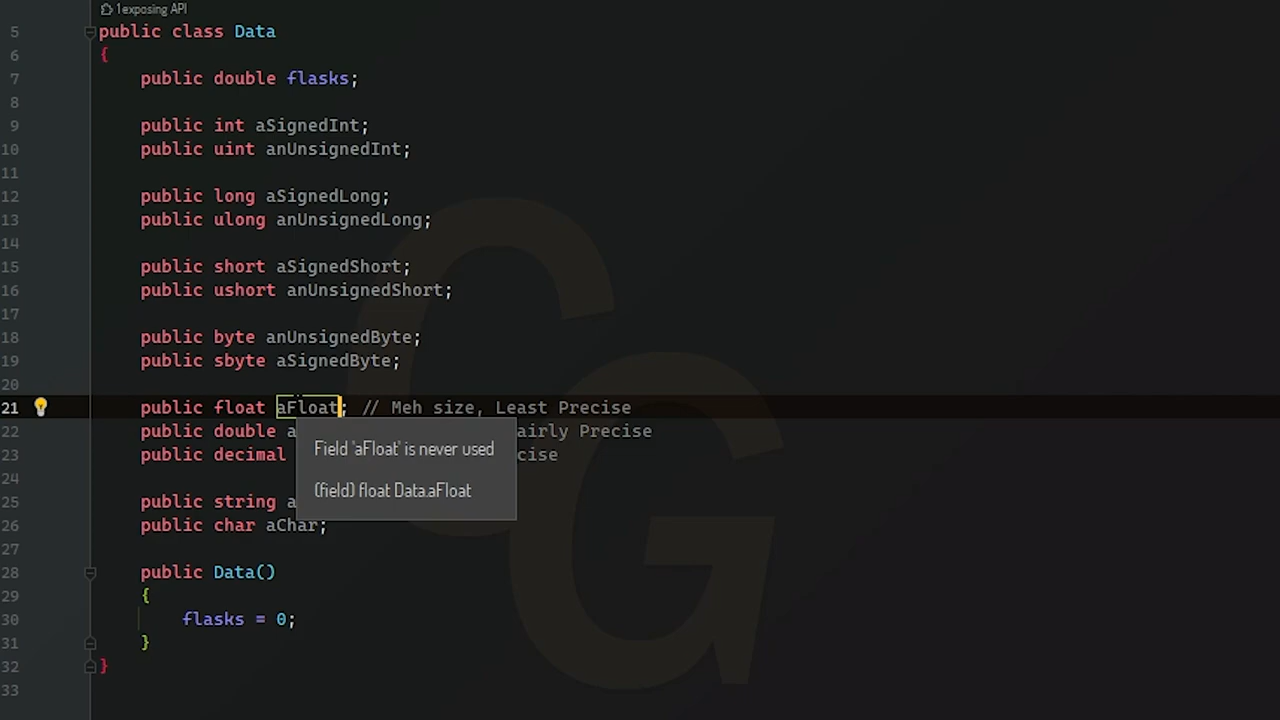 1 exposing API
5 public class Data
6 {
7 public double flasks;
8
9 public int aSignedInt;
10 public uint anUnsignedInt;
11
12 public long aSignedLong;
13 public ulong anUnsignedLong;
14
15 public short aSignedShort;
16 public ushort anUnsignedShort;
17
18 public byte anUnsignedByte;
19 public sbyte aSignedByte;
20
21 public float aFloat; // Meh size, Least Precise
22 public double a airly Precise
23 public decimal cise
Field 'aFloat' is never used
(field) float Data.aFloat
24
25 public string a
26 public char aChar;
27
28 public Data()
29 {
30 flasks = 0;
31 }
32 }
33
CG